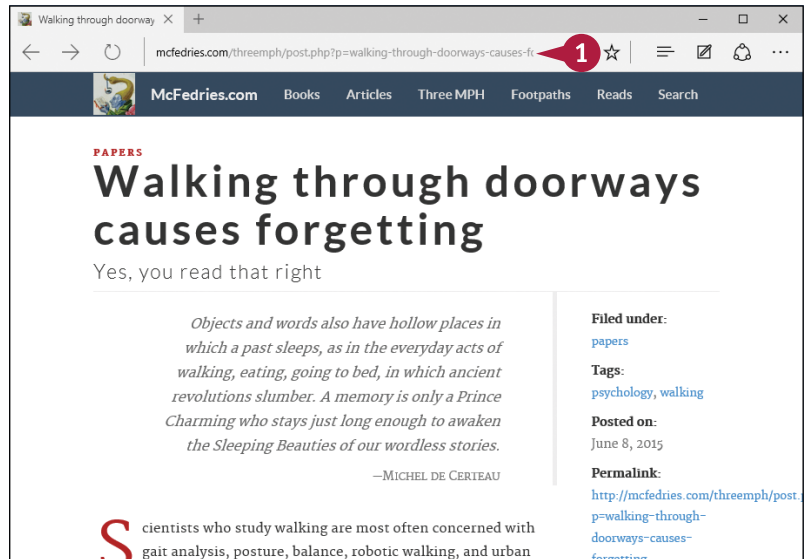 Walking through doorway
mcfedries.com/threemph/post.php?p=walking-through-doorways-causes-fo
1
McFedries.com Books Articles Three MPH Footpaths Reads Search
PAPERS
Walking through doorways
causes forgetting
Yes, you read that right
Objects and words also have hollow places in
which a past sleeps, as in the everyday acts of
walking, eating, going to bed, in which ancient
revolutions slumber. A memory is only a Prince
Charming who stays just long enough to awaken
the Sleeping Beauties of our wordless stories.
—MICHEL DE CERTEAU
Scientists who study walking are most often concerned with
gait analysis, posture, balance, robotic walking, and urban
Filed under:
papers
Tags:
psychology, walking
Posted on:
June 8, 2015
Permalink:
http://mcfedries.com/threemph/post.p
p=walking-through-
doorways-causes-
forgetting